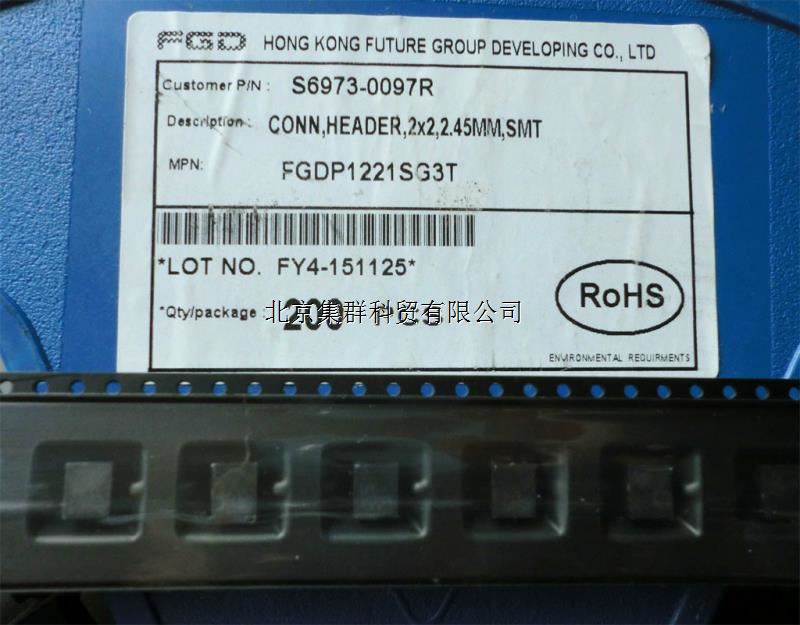 FGD HONG KONG FUTURE GROUP DEVELOPING CO., LTD
Customer P/N : S6973-0097R
Description : CONN,HEADER,2x2,2.45MM,SMT
MPN: FGDP1221SG3T
*LOT NO. FY4-151125*
*Qty/package : 200 PCS
北京集群科贸有限公司
RoHS
ENVIRONMENTAL REQUIRMENTS